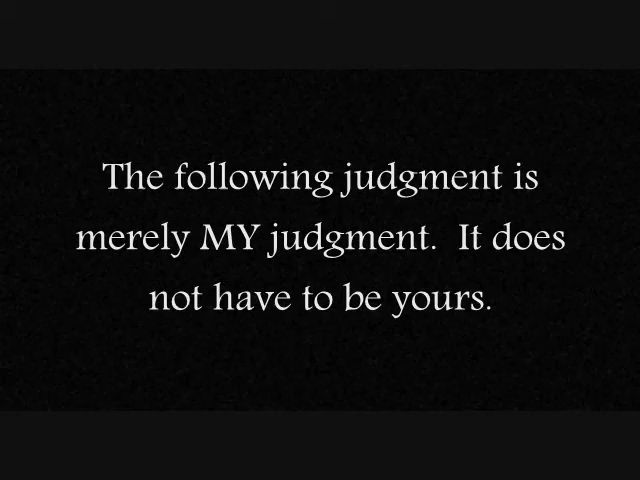 The following judgment is
merely MY judgment.  It does
not have to be yours.